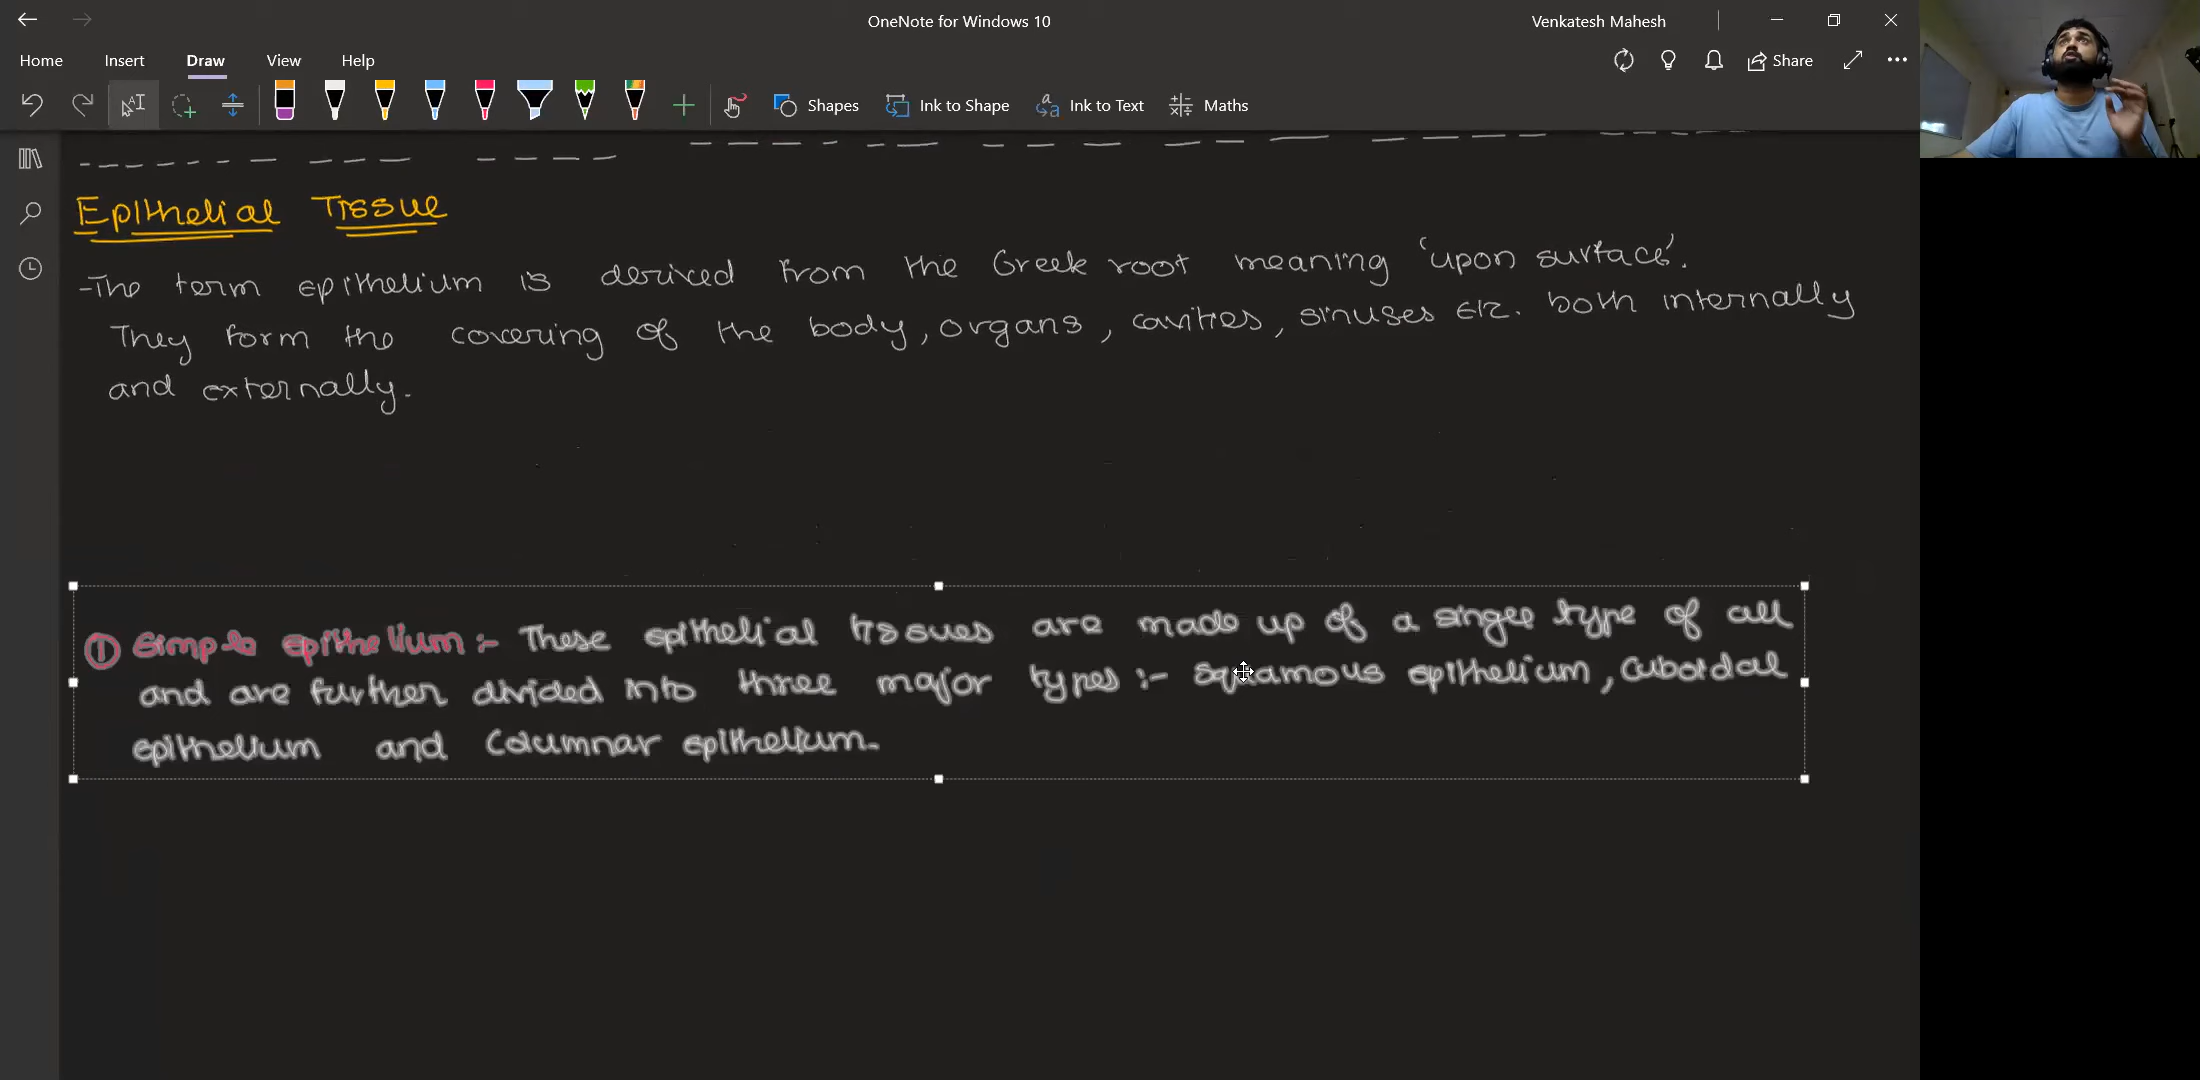 OneNote for Windows 10
Venkatesh Mahesh
Home Insert Draw View Help
Share
Shapes Ink to Shape Ink to Text Maths
Epithelial Tissue
-The term epithelium is derived from the Greek root meaning 'upon surface'.
They form the covering of the body, organs, cavities, sinuses etc. both internally
and externally.
① Simple epithelium :- These epithelial tissues are made up of a single type of cell
and are further divided into three major types :- Squamous epithelium, Cuboidal
epithelium and Columnar epithelium.